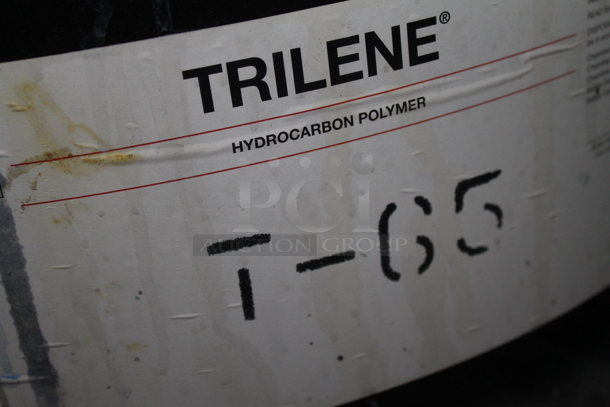 TRILENE®
HYDROCARBON POLYMER
PCi
AUCTION GROUP
T-65